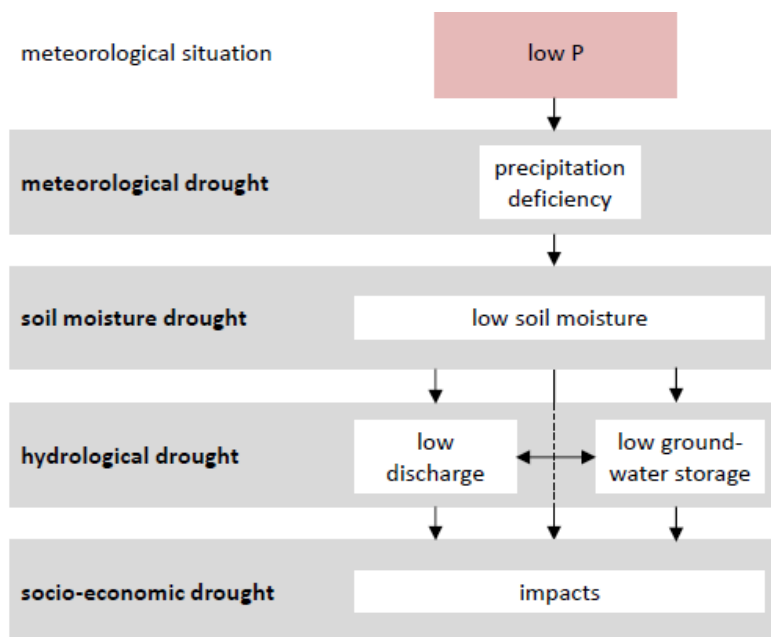 meteorological situation
low P
meteorological drought
precipitation
deficiency
soil moisture drought
low soil moisture
hydrological drought
low
discharge
low ground-
water storage
socio-economic drought
impacts